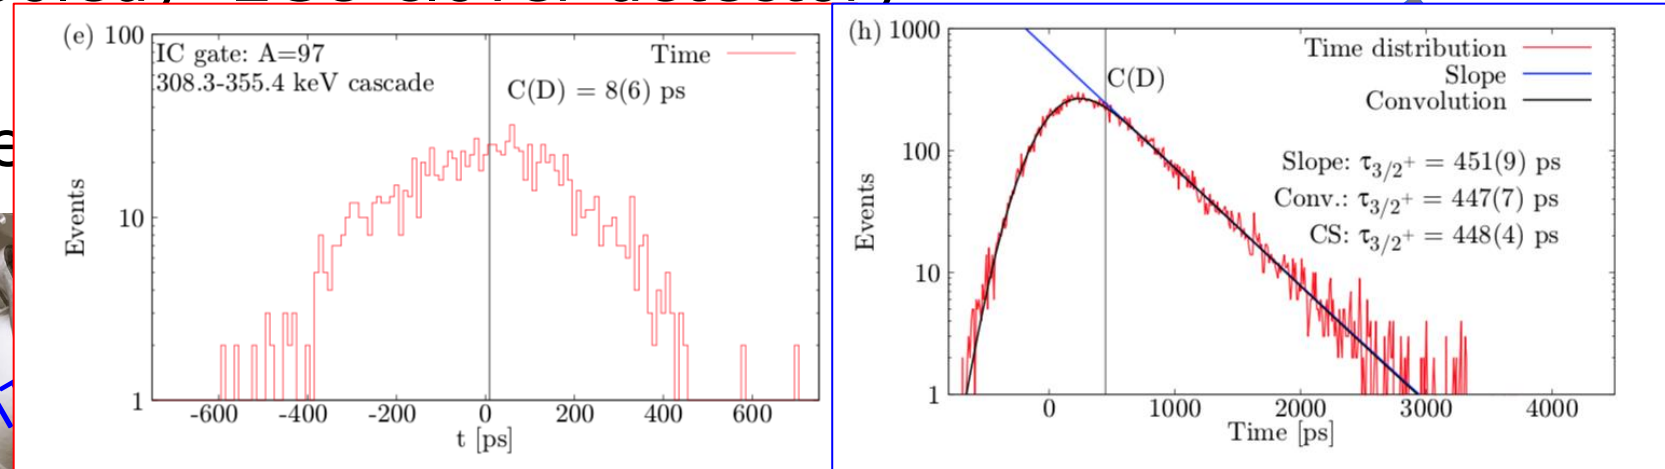 (e)
100
10
1
Events
IC gate: A=97
308.3-355.4 keV cascade
Time
C(D) = 8(6) ps
-600 -400 -200 0 200 400 600
t [ps]
(h)
1000
100
10
1
Events
C(D)
Time distribution
Slope
Convolution
Slope: τ3/2+ = 451(9) ps
Conv.: τ3/2+ = 447(7) ps
CS: τ3/2+ = 448(4) ps
0 1000 2000 3000 4000
Time [ps]